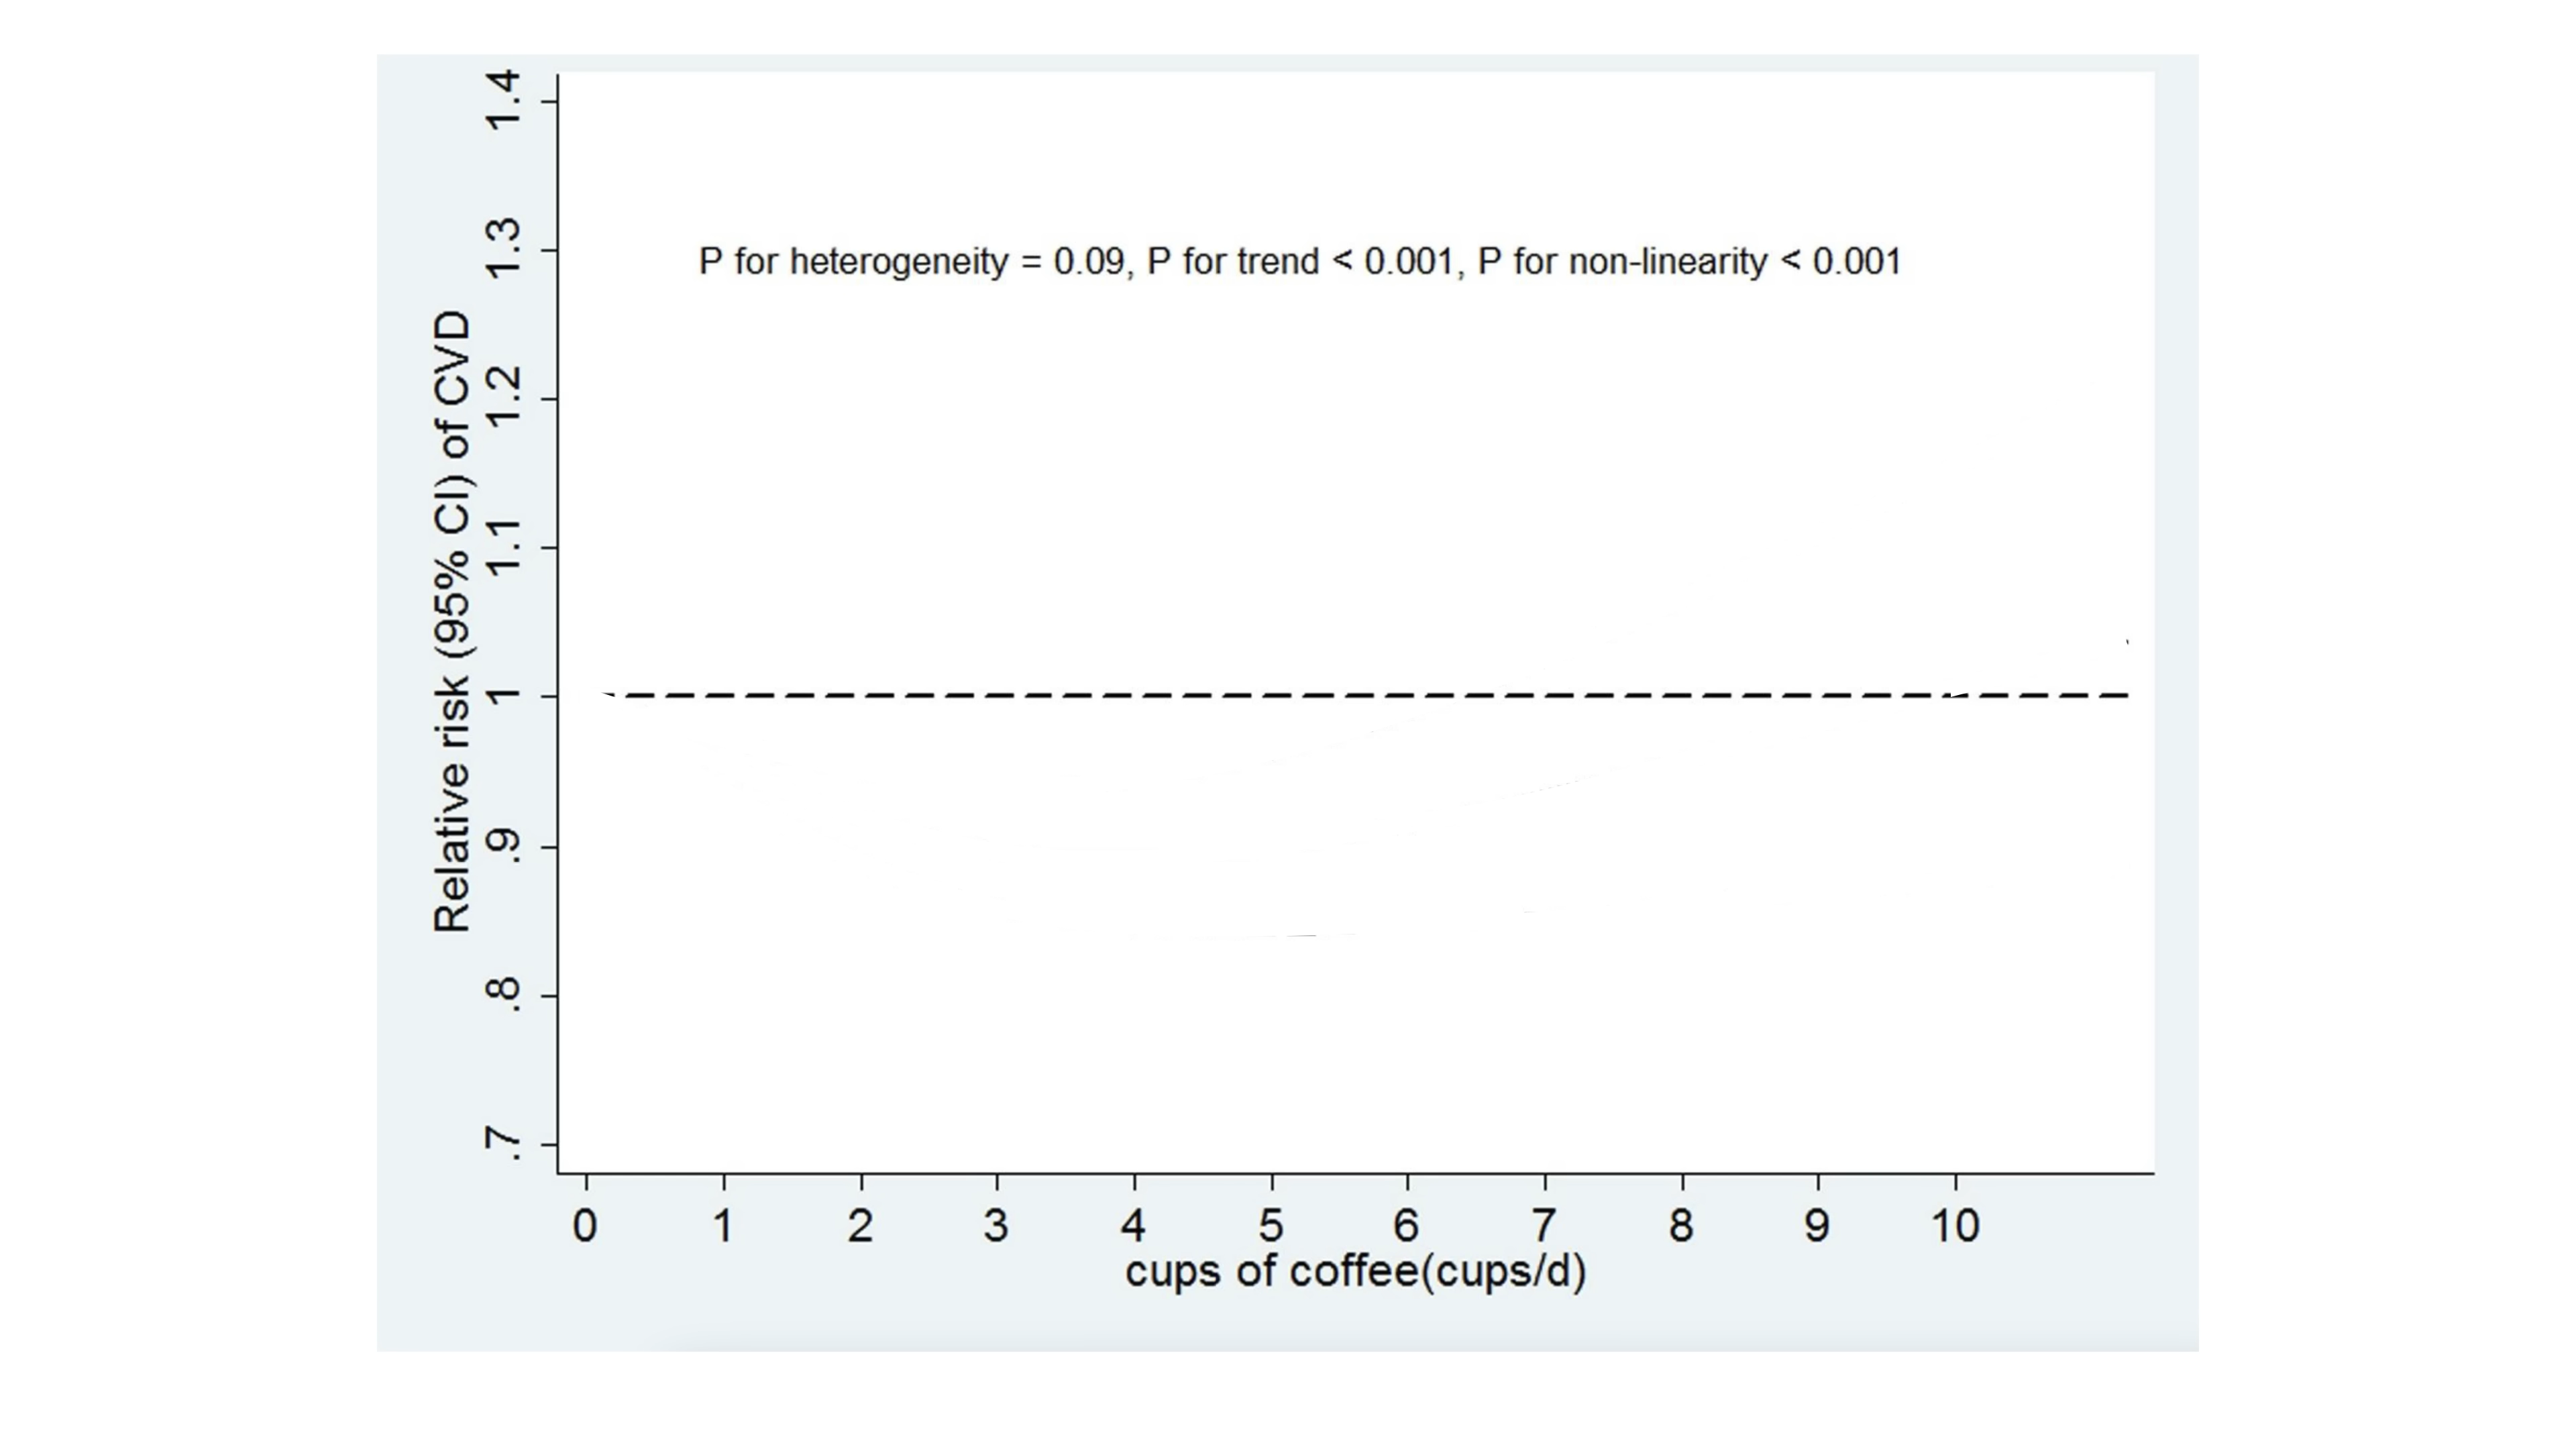 Relative risk (95% CI) of CVD
1.4
1.3
1.2
1.1
1
.9
.8
.7
P for heterogeneity = 0.09, P for trend < 0.001, P for non-linearity < 0.001
0 1 2 3 4 5 6 7 8 9 10
cups of coffee(cups/d)